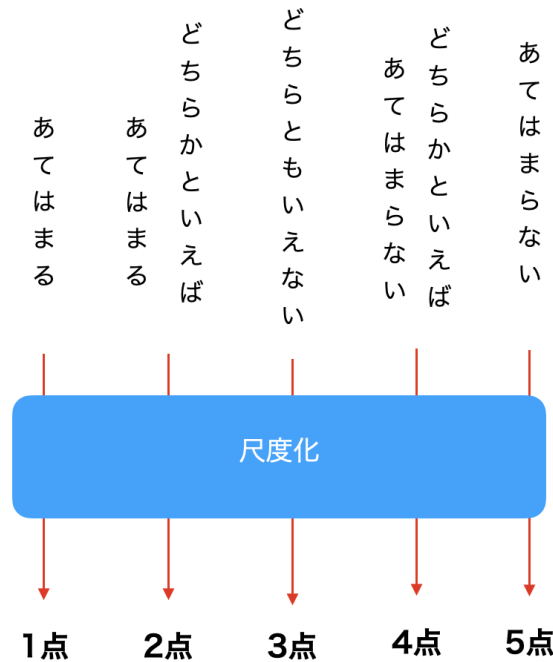 あてはまる
どちらかといえば
あてはまる
どちらともいえない
どちらかといえば
あてはまらない
あてはまらない
尺度化
1点
2点
3点
4点
5点